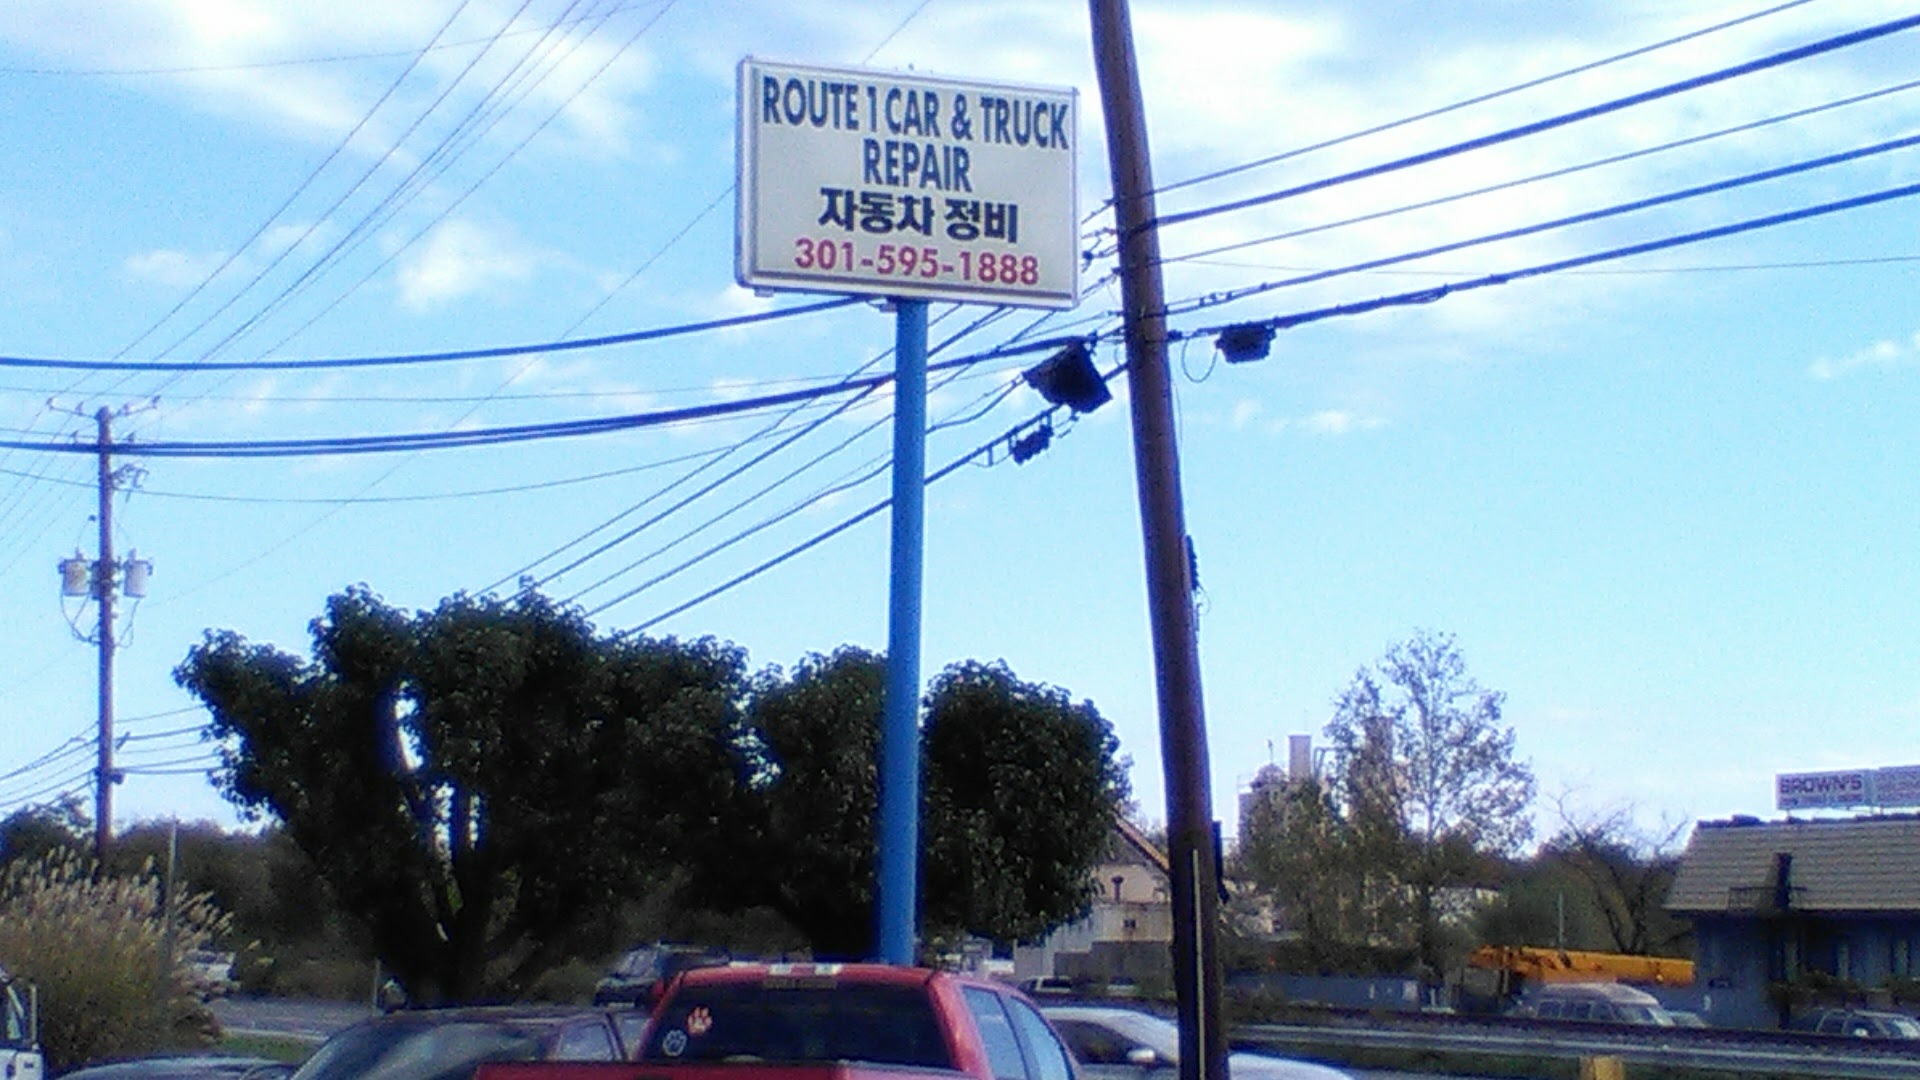 ROUTE 1 CAR & TRUCK
REPAIR
자동차 정비
301-595-1888
BROWN'S